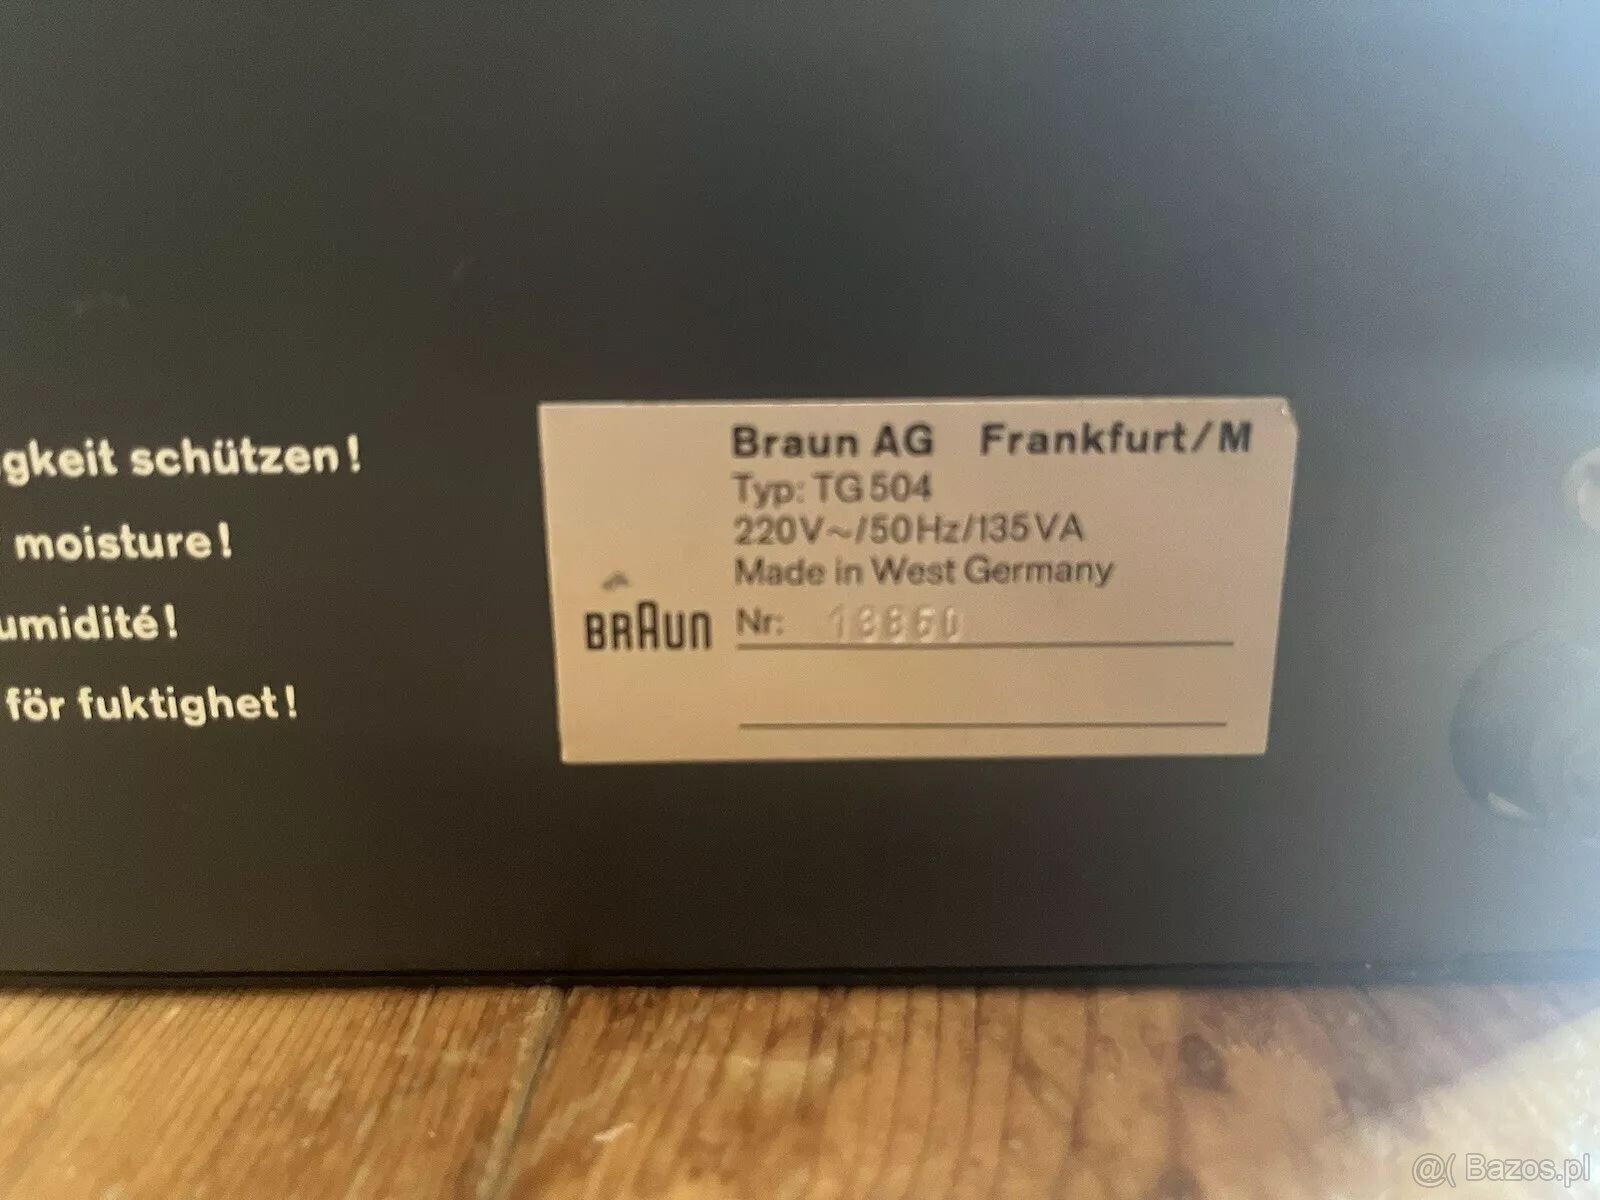 gkeit schützen!
moisture!
umidité!
för fuktighet!
BRAUN
Braun AG Frankfurt/M
Typ: TG 504
220V~/50Hz/135VA
Made in West Germany
Nr:
@( Bazos.pl